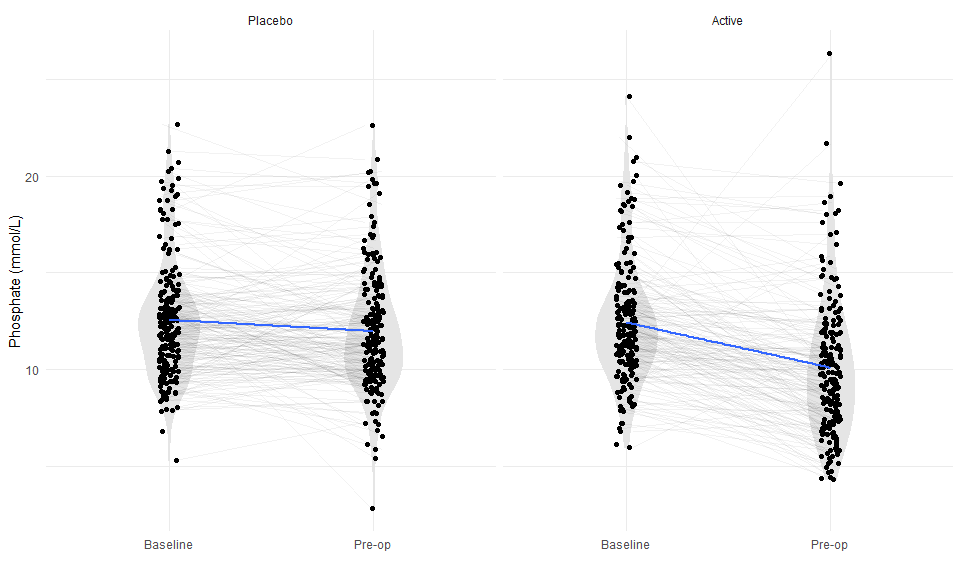 Placebo
Active
Phosphate (mmol/L)
20
10
Baseline
Pre-op
Baseline
Pre-op